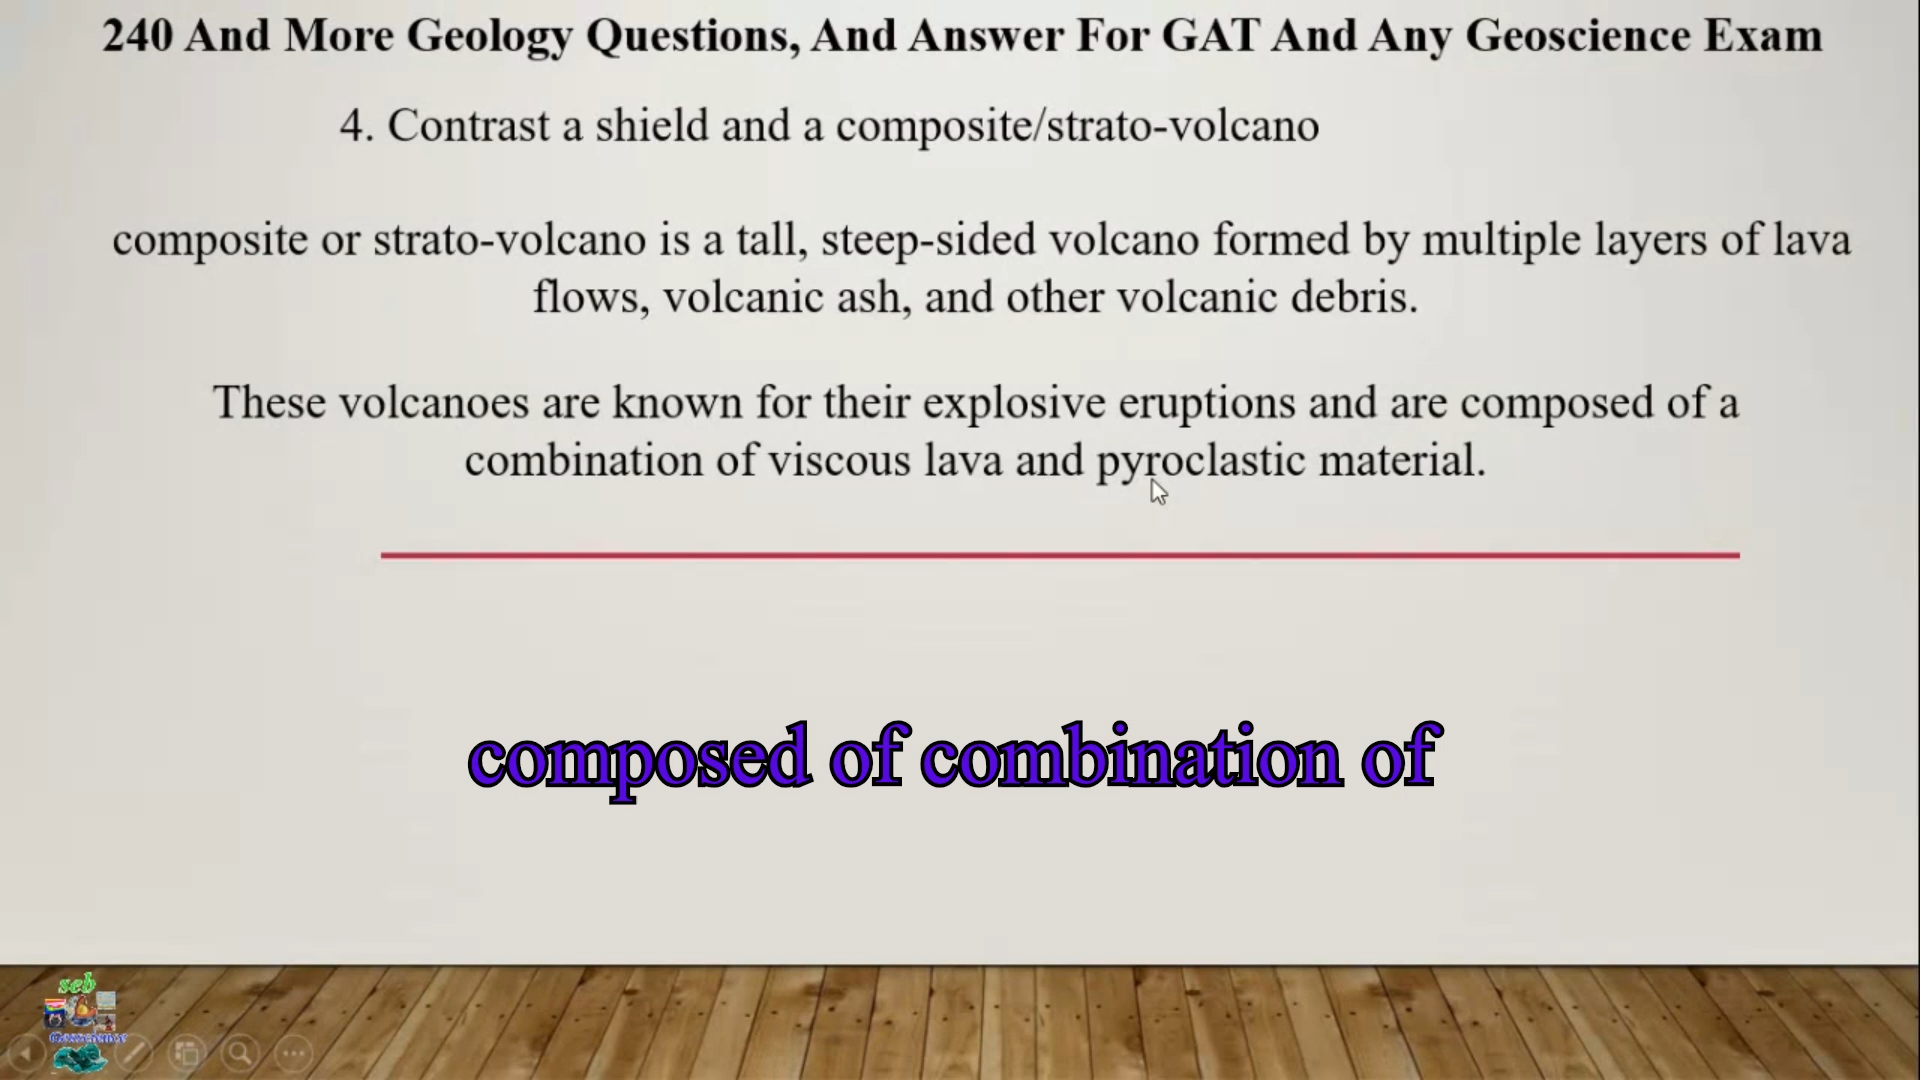 240 And More Geology Questions, And Answer For GAT And Any Geoscience Exam
4. Contrast a shield and a composite/strato-volcano
composite or strato-volcano is a tall, steep-sided volcano formed by multiple layers of lava
flows, volcanic ash, and other volcanic debris.
These volcanoes are known for their explosive eruptions and are composed of a
combination of viscous lava and pyroclastic material.
composed of combination of
seb
Geoscience